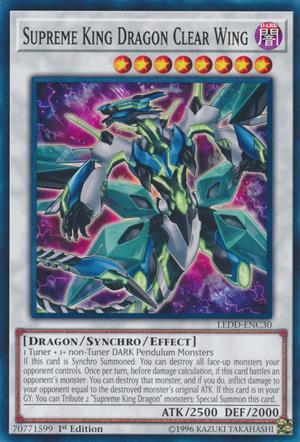 SUPREME KING DRAGON CLEAR WING
DARK
闇
LEDD-ENC30
[DRAGON/SYNCHRO/EFFECT]
1 Tuner + 1+ non-Tuner DARK Pendulum Monsters
If this card is Synchro Summoned: You can destroy all face-up monsters your
opponent controls. Once per turn, before damage calculation, if this card battles an
opponent's monster: You can destroy that monster, and if you do, inflict damage to
your opponent equal to the destroyed monster's original ATK. If this card is in your
GY: You can Tribute 2 "Supreme King Dragon" monsters; Special Summon this card.
ATK/2500 DEF/2000
70771599 1st Edition ©1996 KAZUKI TAKAHASHI